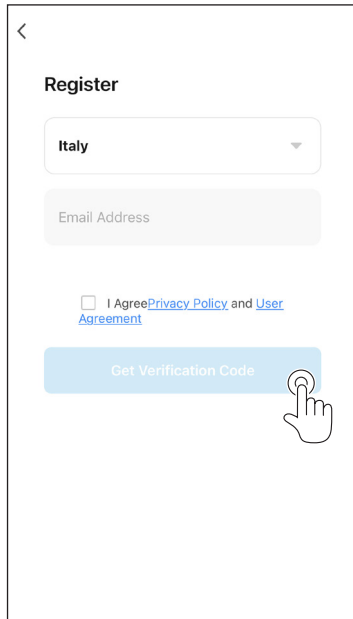 Register
Italy
Email Address
I AgreePrivacy Policy and User
Agreement
Get Verification Code